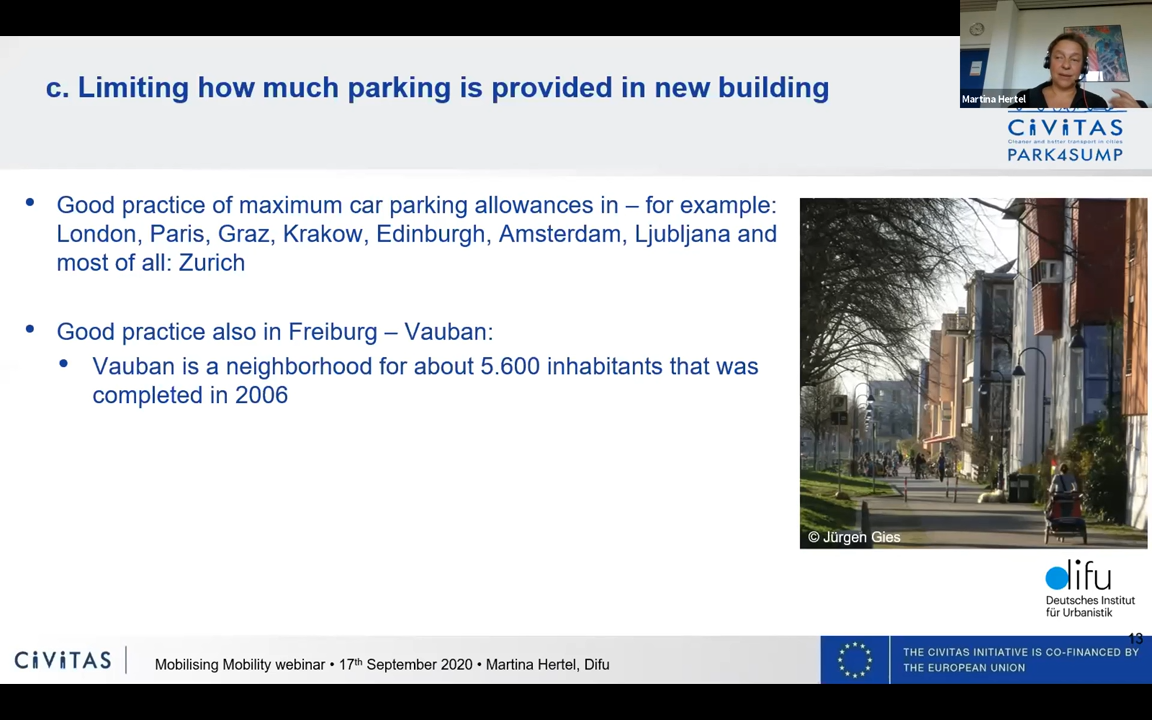 c. Limiting how much parking is provided in new building
Martina Hertel
CIVITAS
Cleaner and better transport in cities
PARK4SUMP
• Good practice of maximum car parking allowances in – for example:
London, Paris, Graz, Krakow, Edinburgh, Amsterdam, Ljubljana and
most of all: Zurich
• Good practice also in Freiburg – Vauban:
• Vauban is a neighborhood for about 5.600 inhabitants that was
completed in 2006
© Jürgen Gies
difu
Deutsches Institut
für Urbanistik
13
CIVITAS
Mobilising Mobility webinar • 17th September 2020 • Martina Hertel, Difu
THE CIVITAS INITIATIVE IS CO-FINANCED BY
THE EUROPEAN UNION